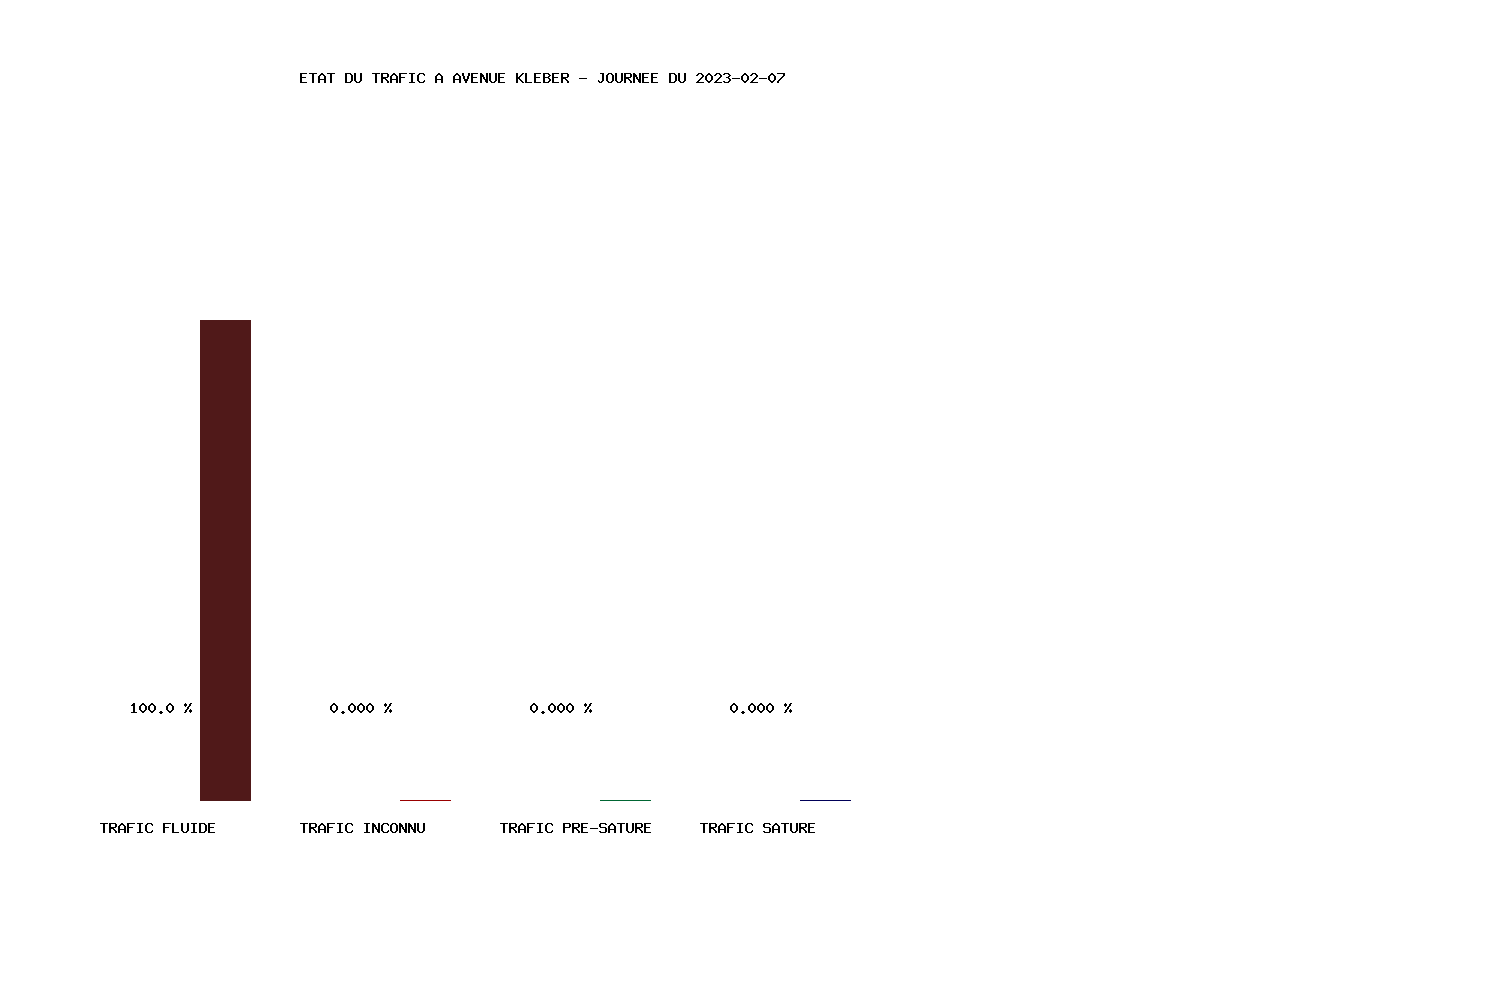 ETAT DU TRAFIC A AVENUE KLEBER - JOURNEE DU 2023-02-07
100.0 % 0.000 % 0.000 % 0.000 %
TRAFIC FLUIDE TRAFIC INCONNU TRAFIC PRE-SATURE TRAFIC SATURE